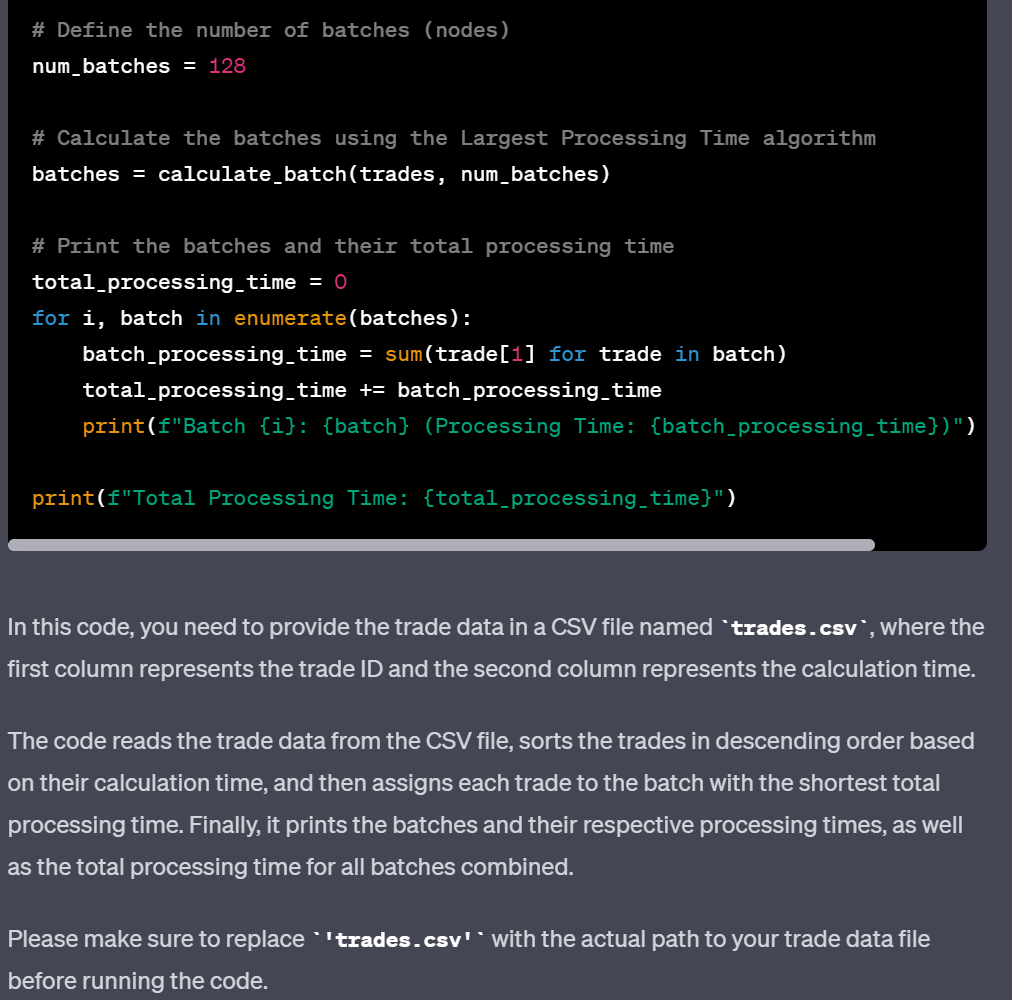 # Define the number of batches (nodes)
num_batches = 128
# Calculate the batches using the Largest Processing Time algorithm
batches = calculate_batch(trades, num_batches)
# Print the batches and their total processing time
total_processing_time = 0
for i, batch in enumerate(batches):
    batch_processing_time = sum(trade[1] for trade in batch)
    total_processing_time += batch_processing_time
    print(f"Batch {i}: {batch} (Processing Time: {batch_processing_time})")
print(f"Total Processing Time: {total_processing_time}")
In this code, you need to provide the trade data in a CSV file named `trades.csv`, where the
first column represents the trade ID and the second column represents the calculation time.
The code reads the trade data from the CSV file, sorts the trades in descending order based
on their calculation time, and then assigns each trade to the batch with the shortest total
processing time. Finally, it prints the batches and their respective processing times, as well
as the total processing time for all batches combined.
Please make sure to replace `'trades.csv'` with the actual path to your trade data file
before running the code.